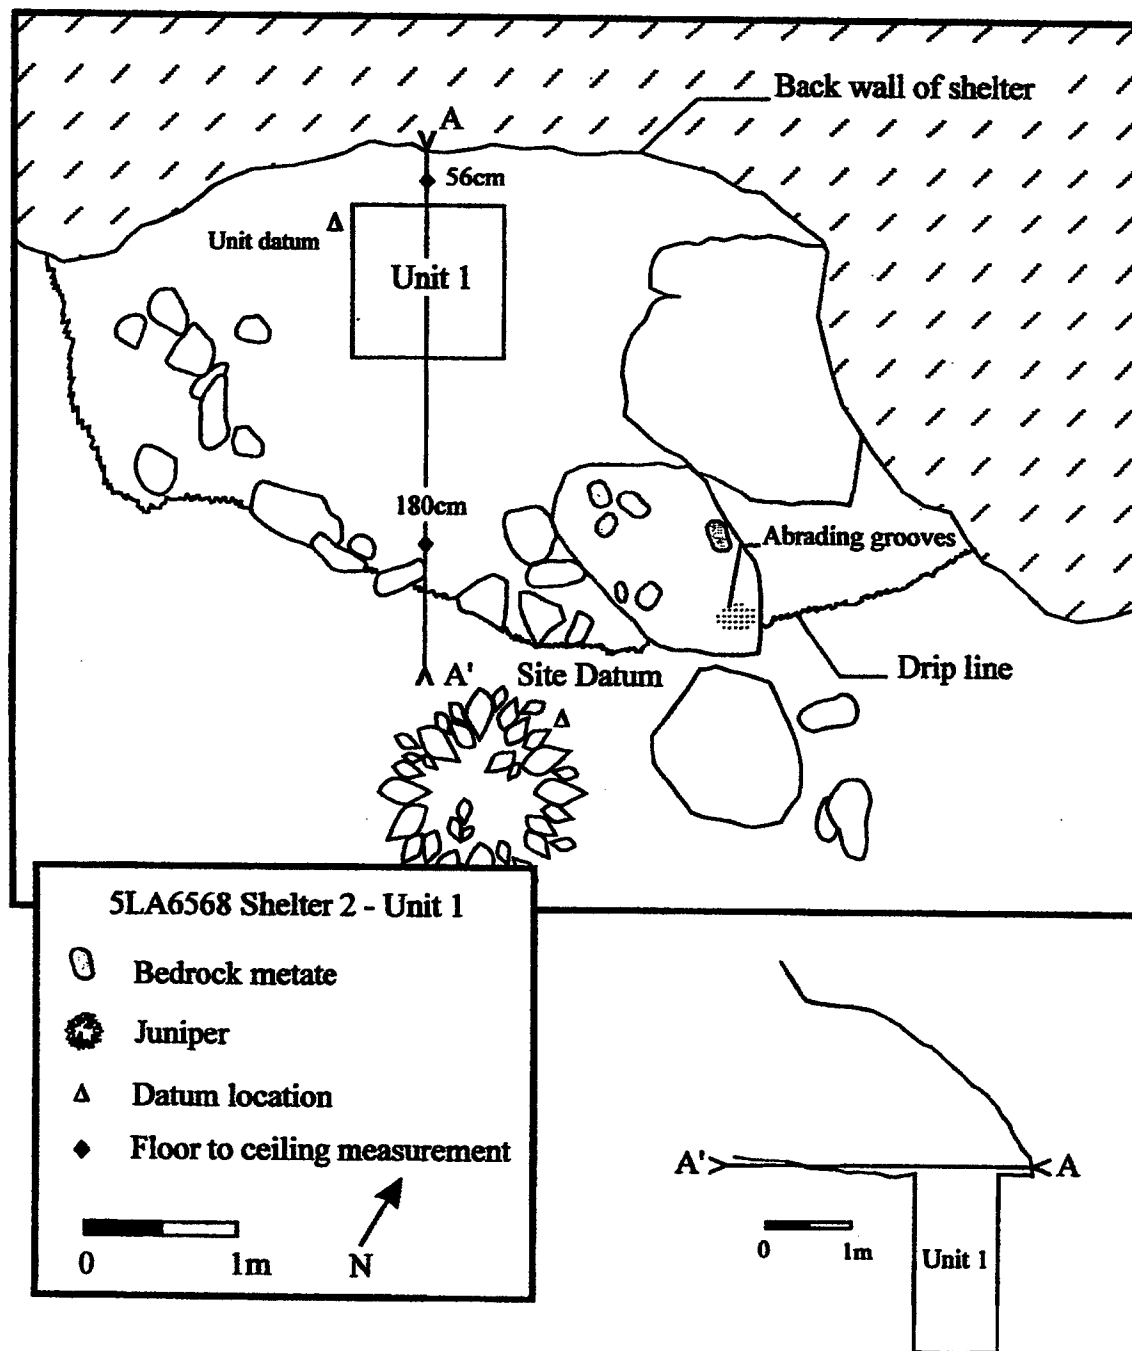 Back wall of shelter
A
56cm
Unit datum
Unit 1
180cm
Abrading grooves
A'
Site Datum
Drip line
5LA6568 Shelter 2 - Unit 1
Bedrock metate
Juniper
Datum location
Floor to ceiling measurement
0
1m
N
A'
A
0
1m
Unit 1